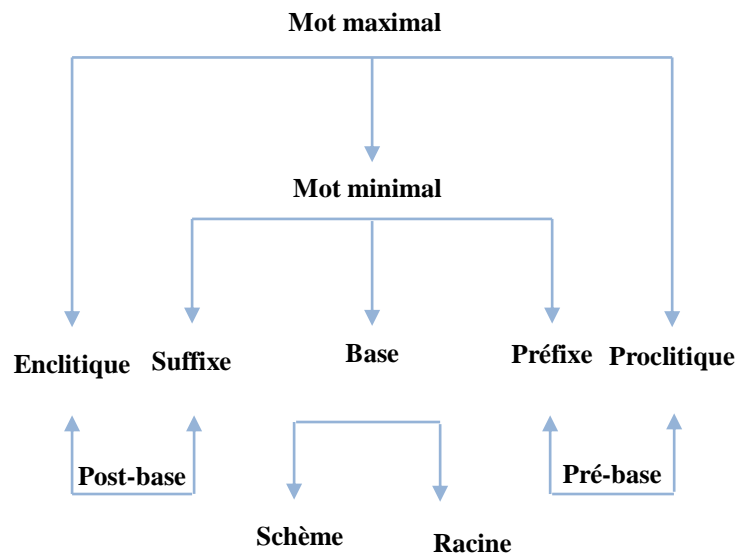 Mot maximal
Mot minimal
Enclitique Suffixe Base Préfixe Proclitique
Post-base Pré-base
Schème Racine